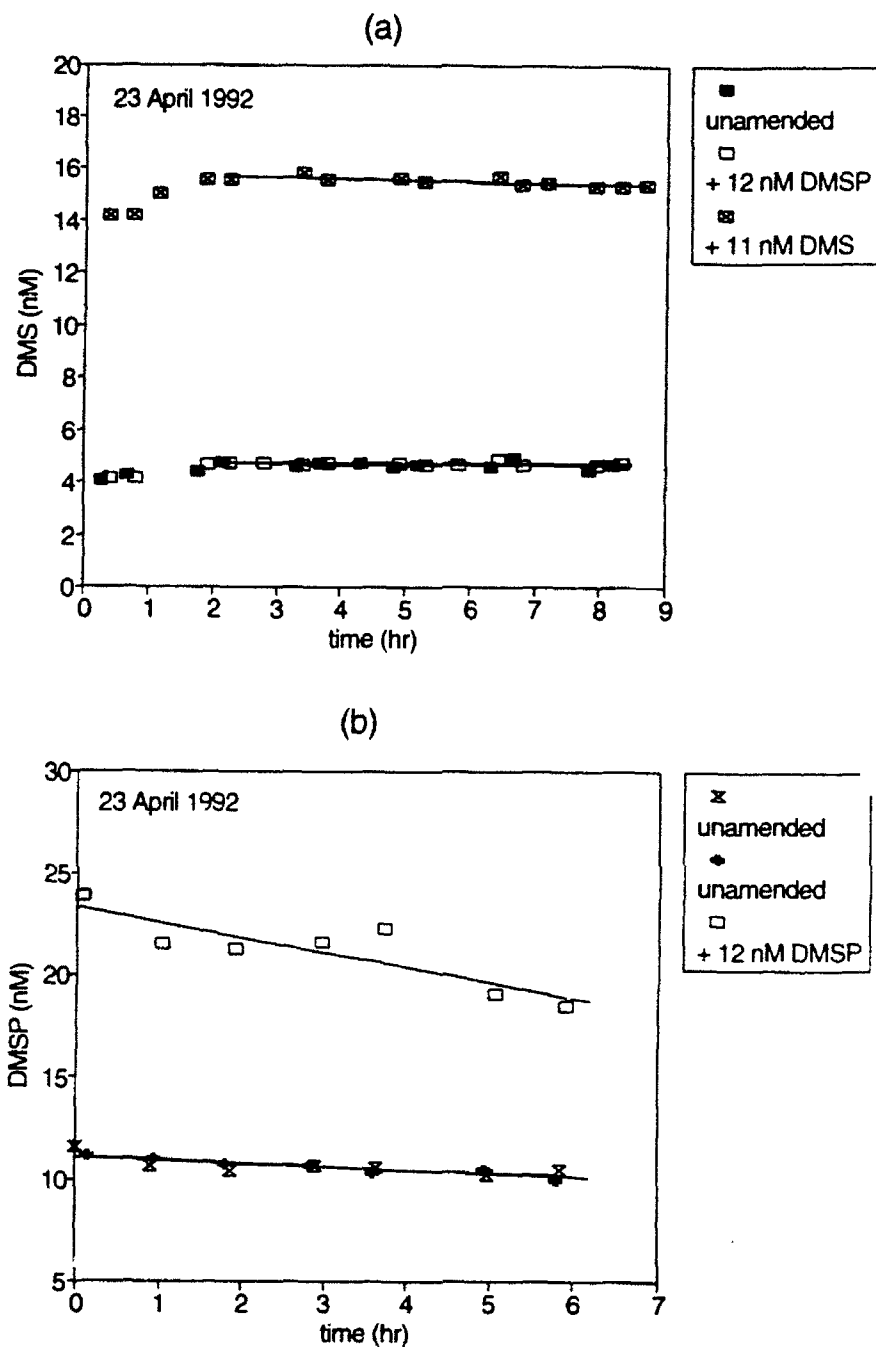 (a)
20
18
16
14
12
10
8
6
4
2
0
DMS (nM)
23 April 1992
0 1 2 3 4 5 6 7 8 9
time (hr)
unamended
+ 12 nM DMSP
+ 11 nM DMS
(b)
30
25
20
15
10
5
DMSP (nM)
23 April 1992
0 1 2 3 4 5 6 7
time (hr)
unamended
unamended
+ 12 nM DMSP